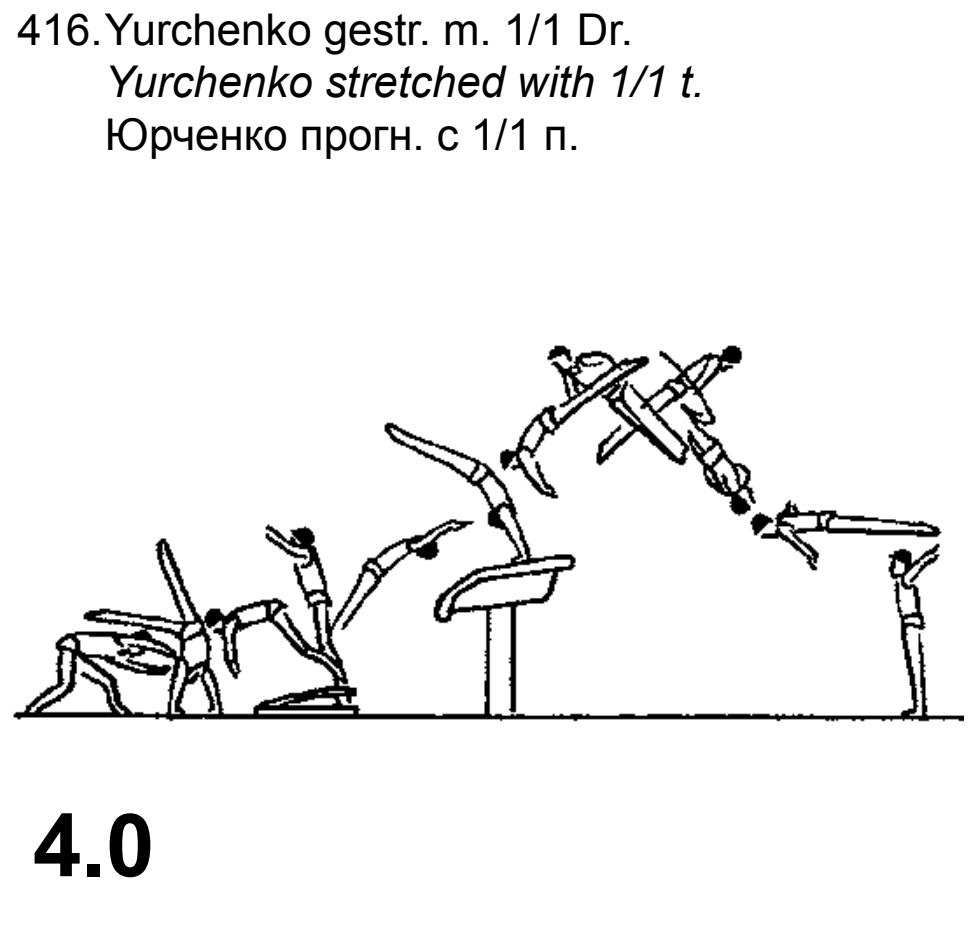 416. Yurchenko gestr. m. 1/1 Dr.
Yurchenko stretched with 1/1 t.
Юрченко прогн. с 1/1 п.
4.0